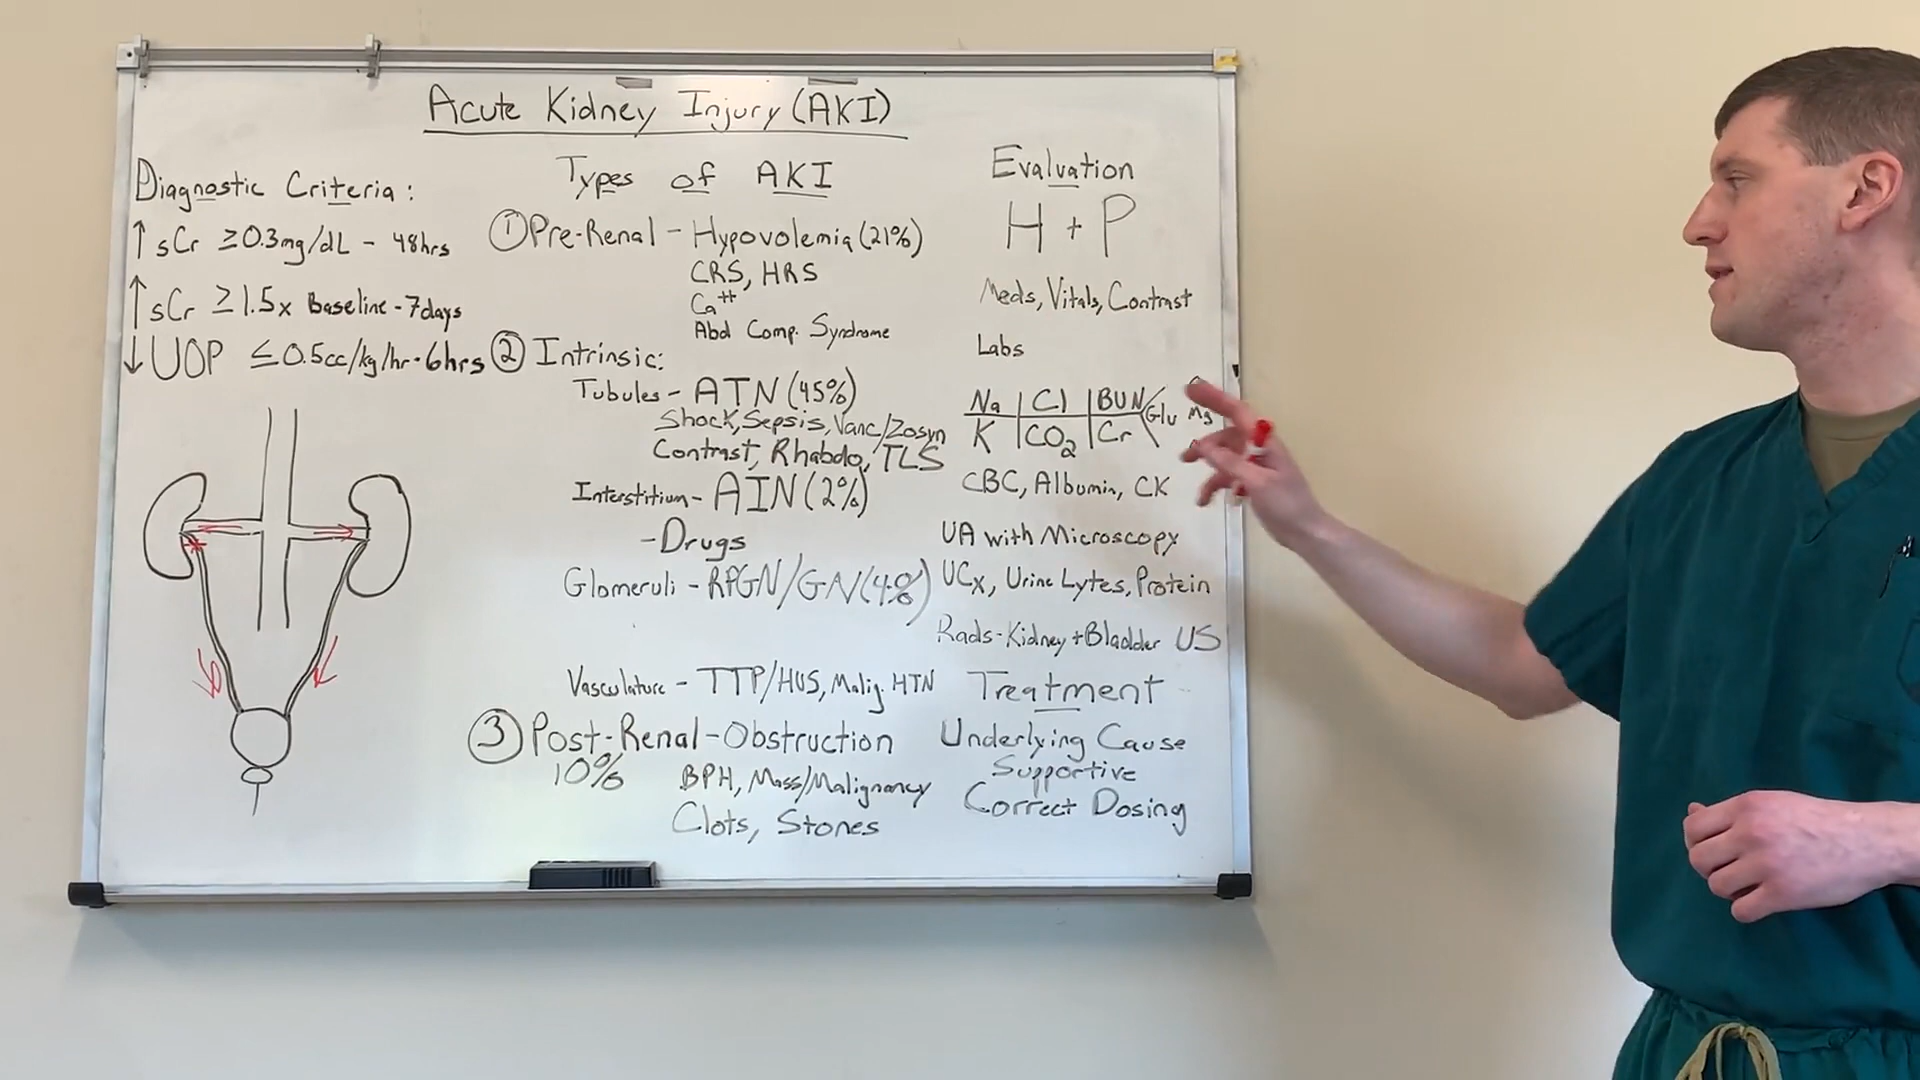 Acute Kidney Injury (AKI)
Diagnostic Criteria:
↑ sCr ≥0.3mg/dL - 48hrs
↑ sCr ≥1.5x Baseline - 7days
↓ UOP ≤0.5cc/kg/hr - 6hrs
Types of AKI
① Pre-Renal - Hypovolemia (21%)
CRS, HRS
Ca++
Abd Comp. Syndrome
② Intrinsic:
Tubules - ATN (45%)
Shock, Sepsis, Vanc/Zosyn
Contrast, Rhabdo, TLS
Interstitium - AIN (2%)
-Drugs
Glomeruli - RPGN/GN (4%)
Vasculature - TTP/HUS, Malig. HTN
③ Post-Renal - Obstruction
10%
BPH, Mass/Malignancy
Clots, Stones
Evaluation
H + P
Meds, Vitals, Contrast
Labs
Na Cl BUN Glu Mg
K CO2 Cr
CBC, Albumin, CK
UA with Microscopy
UCx, Urine Lytes, Protein
Rads - Kidney + Bladder US
Treatment
Underlying Cause
Supportive
Correct Dosing